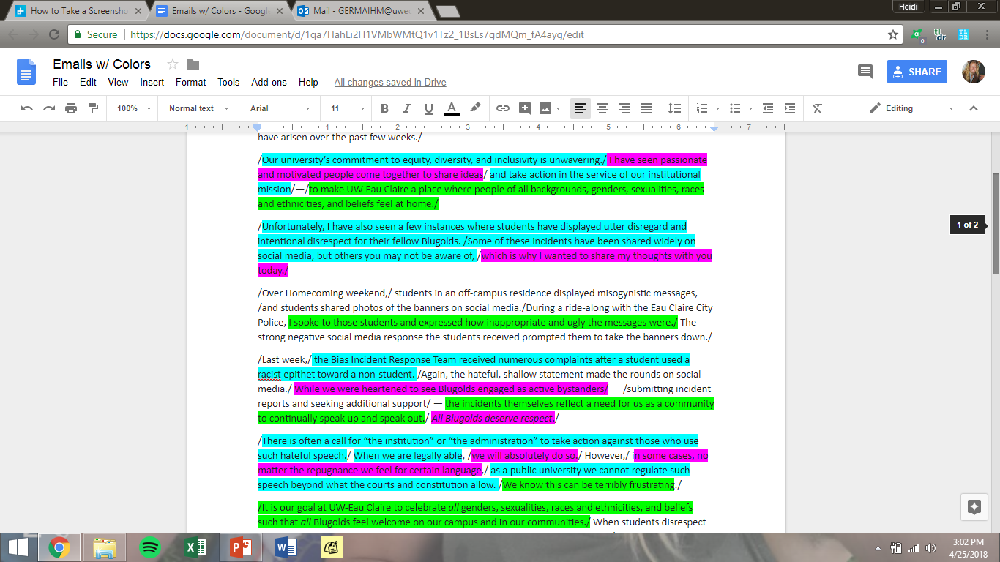 How to Take a Screensho
Emails w/ Colors - Google
Mail - GERMAIHM@uwec
Heidi
Secure
https://docs.google.com/document/d/1qa7HahLi2H1VMbWMtQ1v1Tz2_1BsEs7gdMQm_fA4ayg/edit
Emails w/ Colors
File Edit View Insert Format Tools Add-ons Help All changes saved in Drive
SHARE
100% Normal text Arial 11 B I U A Editing
1 1 2 3 4 5 6 7
have arisen over the past few weeks./
/Our university’s commitment to equity, diversity, and inclusivity is unwavering./ I have seen passionate
and motivated people come together to share ideas/ and take action in the service of our institutional
mission/—/to make UW-Eau Claire a place where people of all backgrounds, genders, sexualities, races
and ethnicities, and beliefs feel at home./
/Unfortunately, I have also seen a few instances where students have displayed utter disregard and
intentional disrespect for their fellow Blugolds. /Some of these incidents have been shared widely on
social media, but others you may not be aware of, /which is why I wanted to share my thoughts with you
today./
1 of 2
/Over Homecoming weekend,/ students in an off-campus residence displayed misogynistic messages,
/and students shared photos of the banners on social media./During a ride-along with the Eau Claire City
Police, I spoke to those students and expressed how inappropriate and ugly the messages were./ The
strong negative social media response the students received prompted them to take the banners down./
/Last week,/ the Bias Incident Response Team received numerous complaints after a student used a
racist epithet toward a non-student. /Again, the hateful, shallow statement made the rounds on social
media./ While we were heartened to see Blugolds engaged as active bystanders/ — /submitting incident
reports and seeking additional support/ — the incidents themselves reflect a need for us as a community
to continually speak up and speak out./ All Blugolds deserve respect./
/There is often a call for “the institution” or “the administration” to take action against those who use
such hateful speech./ When we are legally able, /we will absolutely do so./ However,/ in some cases, no
matter the repugnance we feel for certain language,/ as a public university we cannot regulate such
speech beyond what the courts and constitution allow. /We know this can be terribly frustrating./
/It is our goal at UW-Eau Claire to celebrate all genders, sexualities, races and ethnicities, and beliefs
such that all Blugolds feel welcome on our campus and in our communities./ When students disrespect
3:02 PM
4/25/2018